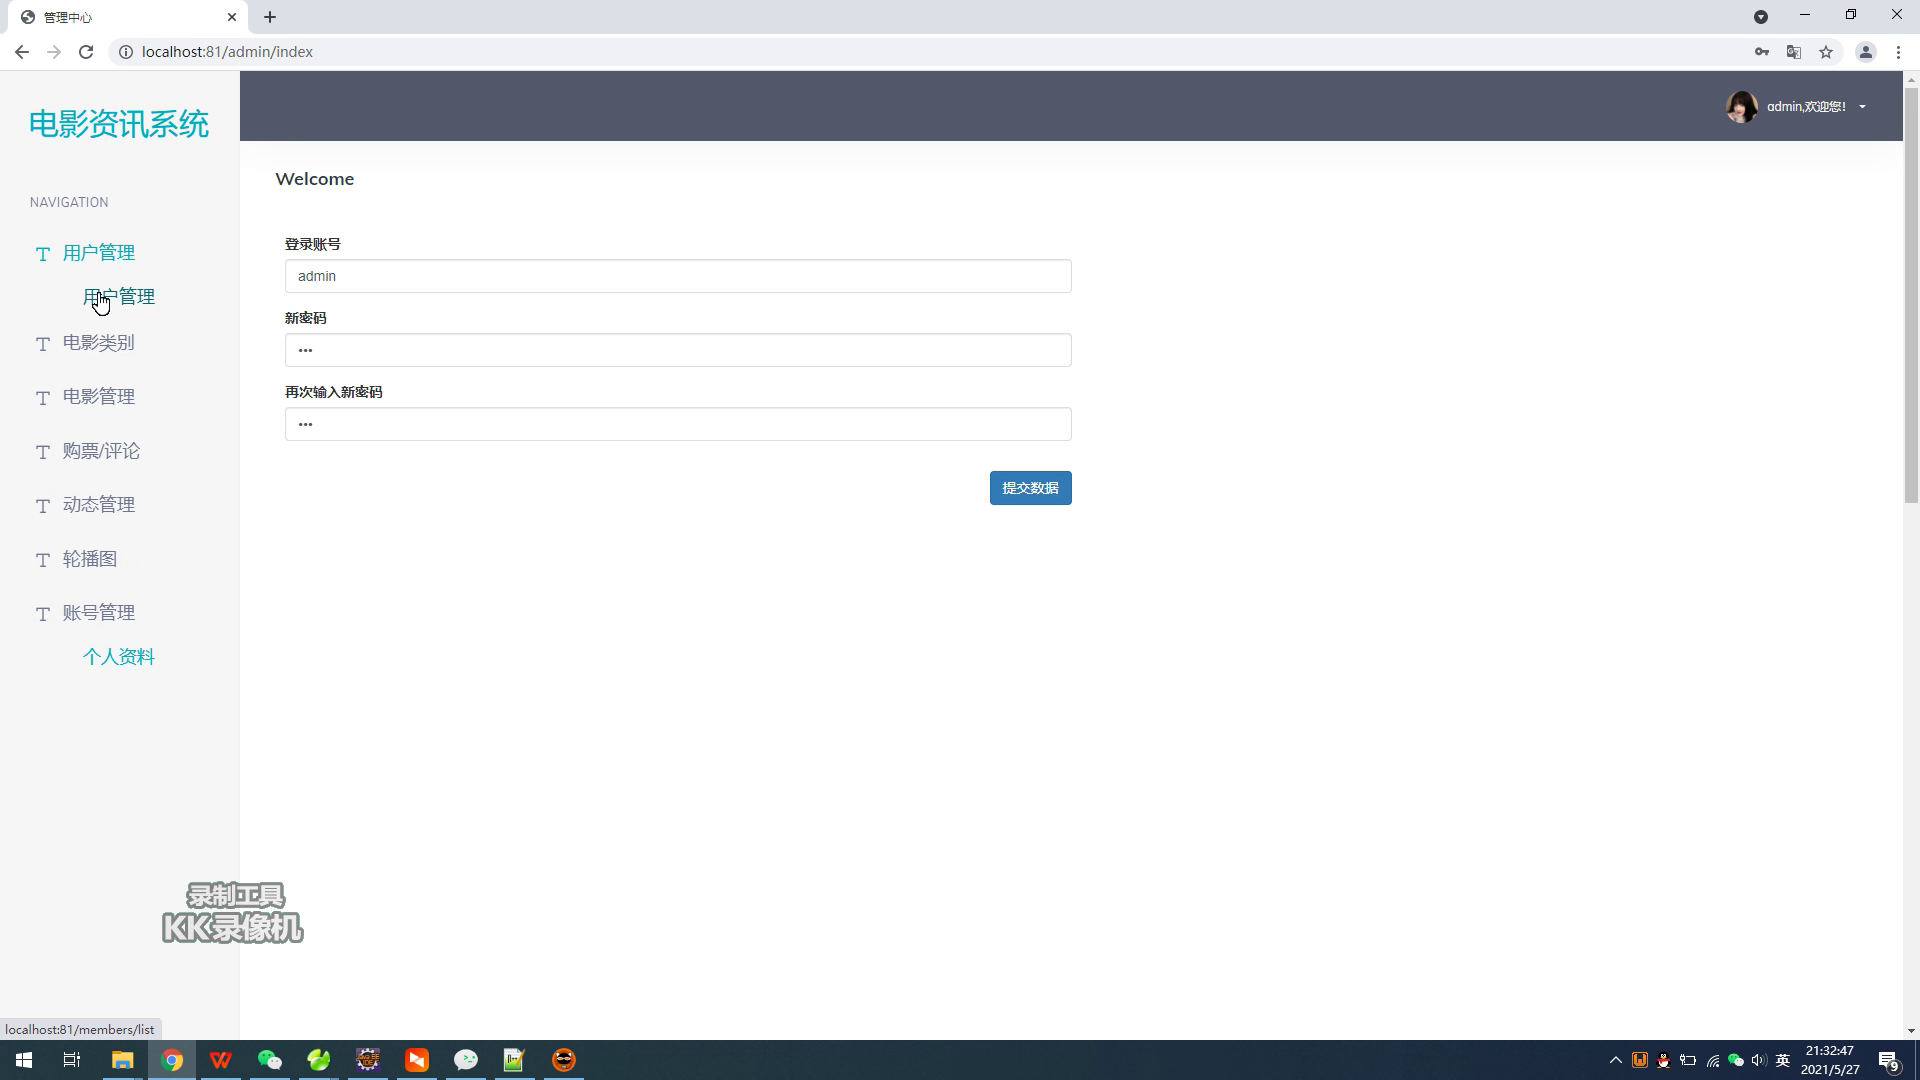 管理中心
localhost:81/admin/index
电影资讯系统
admin,欢迎您!
Welcome
NAVIGATION
用户管理
用户管理
电影类别
电影管理
购票/评论
动态管理
轮播图
账号管理
个人资料
登录账号
admin
新密码
•••
再次输入新密码
•••
提交数据
录制工具
KK录像机
localhost:81/members/list
英
21:32:47
2021/5/27
9